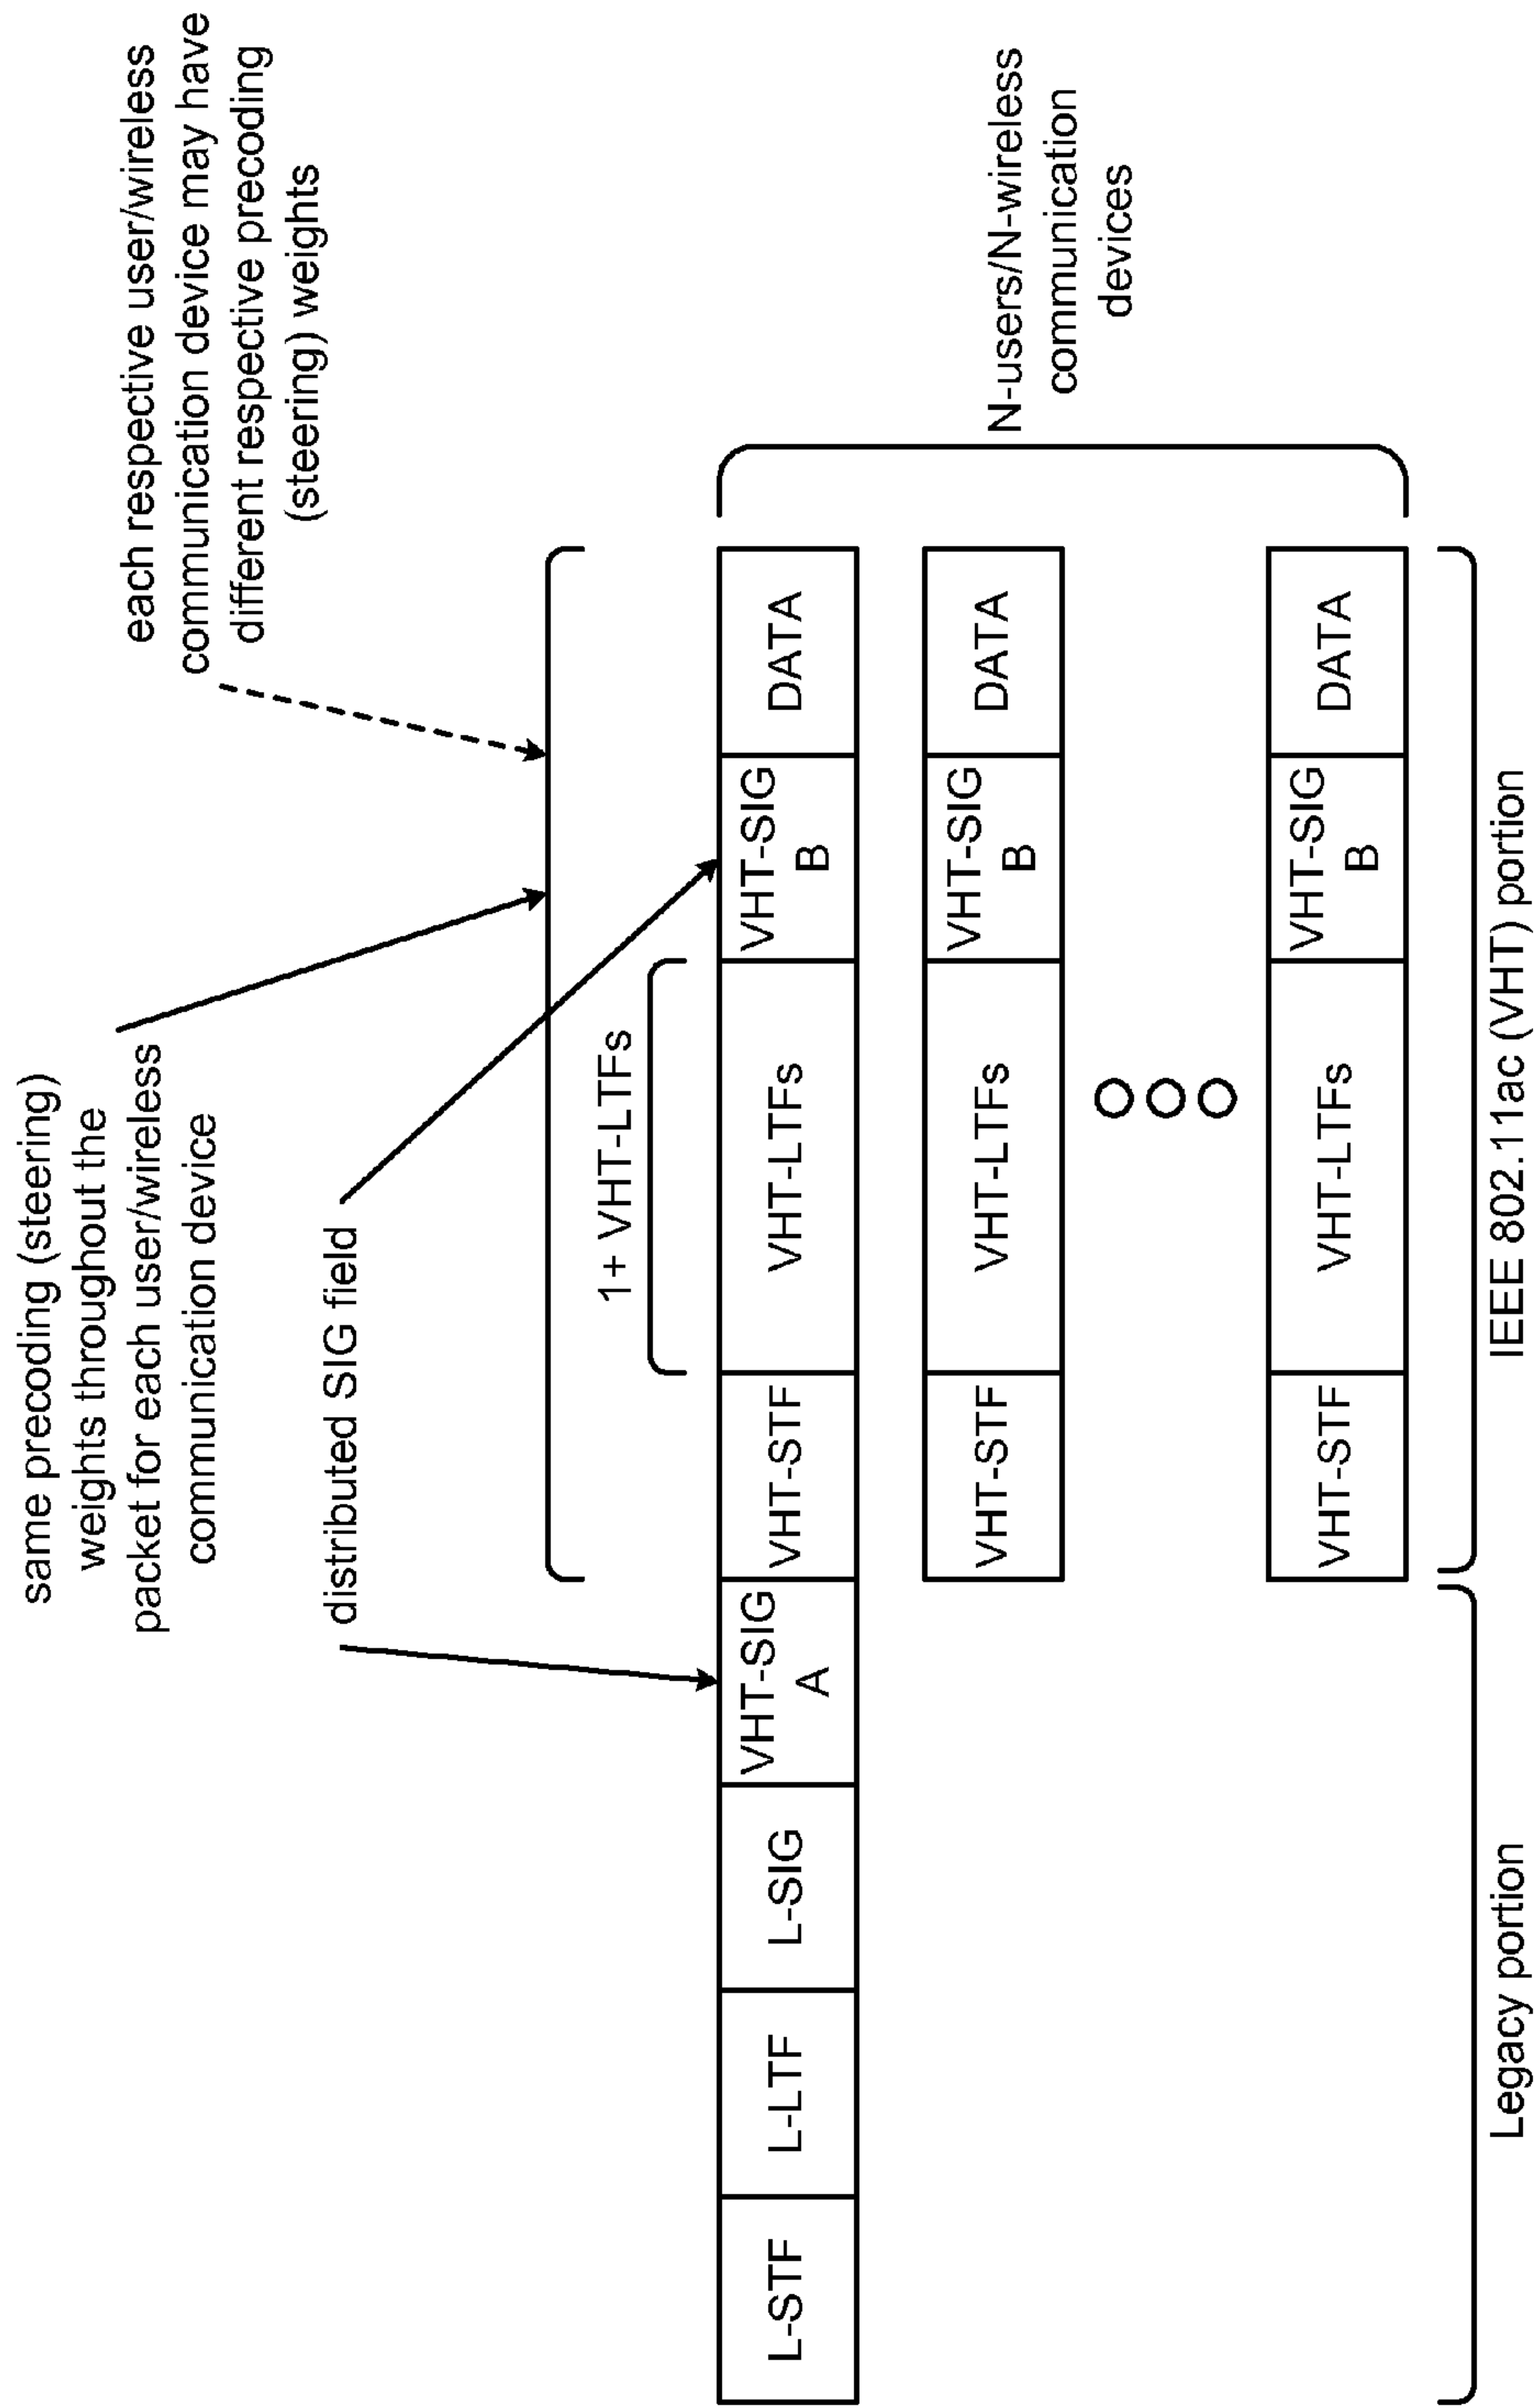 same precoding (steering)
weights throughout the
packet for each user/wireless
communication device
each respective user/wireless
communication device may have
different respective precoding
(steering) weights
distributed SIG field
1+ VHT-LTFs
L-STF
L-LTF
L-SIG
VHT-SIG
A
VHT-STF
VHT-LTFs
VHT-SIG
B
DATA
VHT-STF
VHT-LTFs
VHT-SIG
B
DATA
VHT-STF
VHT-LTFs
VHT-SIG
B
DATA
N-users/N-wireless
communication
devices
Legacy portion
IEEE 802.11ac (VHT) portion